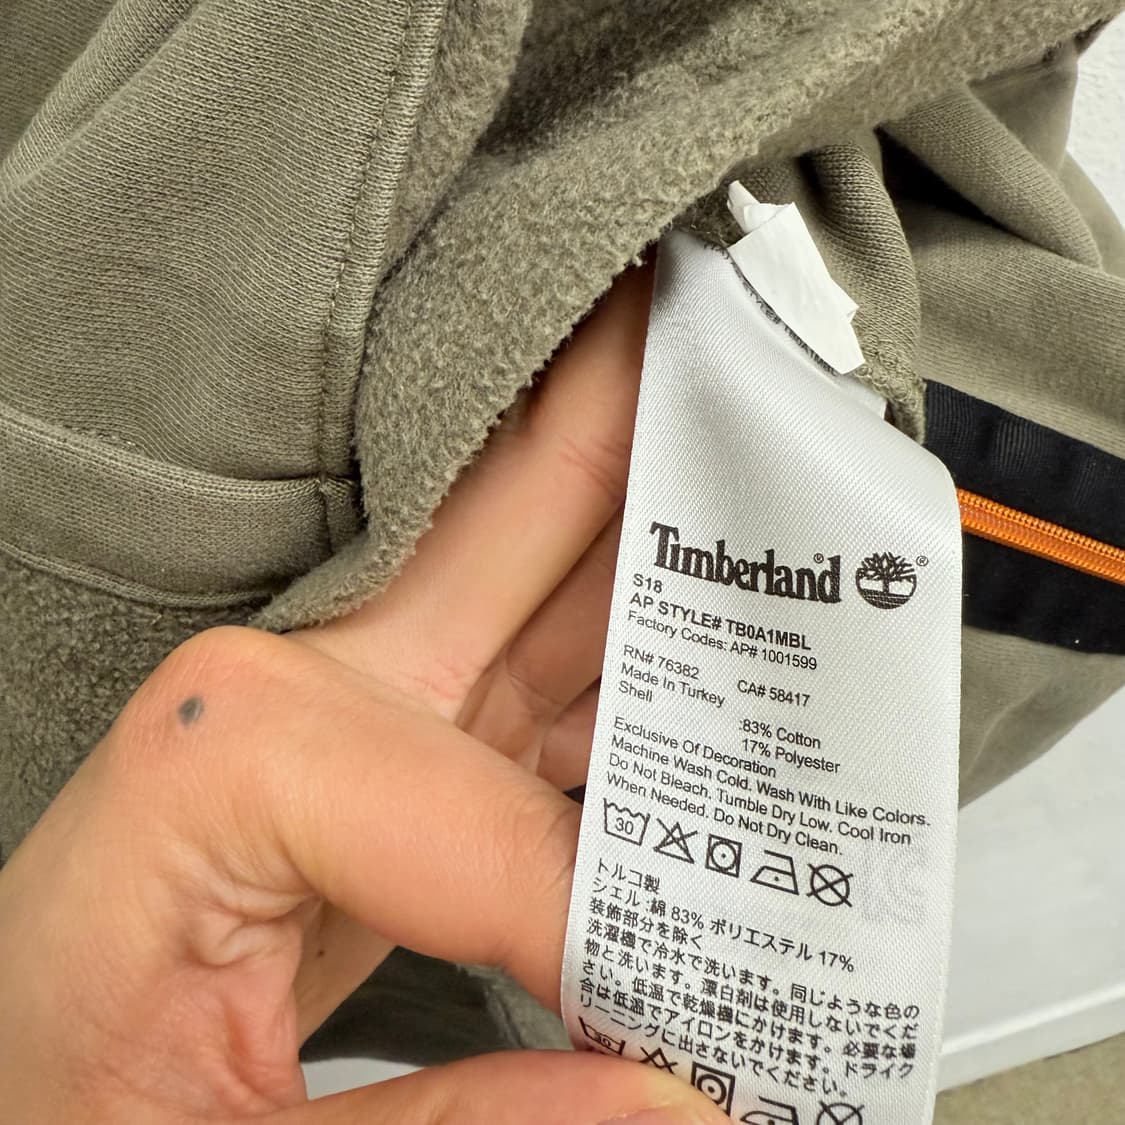 Timberland® ®
S18
AP STYLE# TB0A1MBL
Factory Codes: AP# 1001599
RN# 76382 CA# 58417
Made In Turkey
Shell :83% Cotton
17% Polyester
Exclusive Of Decoration
Machine Wash Cold. Wash With Like Colors.
Do Not Bleach. Tumble Dry Low. Cool Iron
When Needed. Do Not Dry Clean.
30
トルコ製
シェル :綿 83% ポリエステル 17%
装飾部分を除く
洗濯機で冷水で洗います。同じような色の
物と洗います。漂白剤は使用しないでくだ
さい。低温で乾燥機にかけます。必要な場
合は低温でアイロンをかけます。ドライク
リーニングに出さないでください。
30